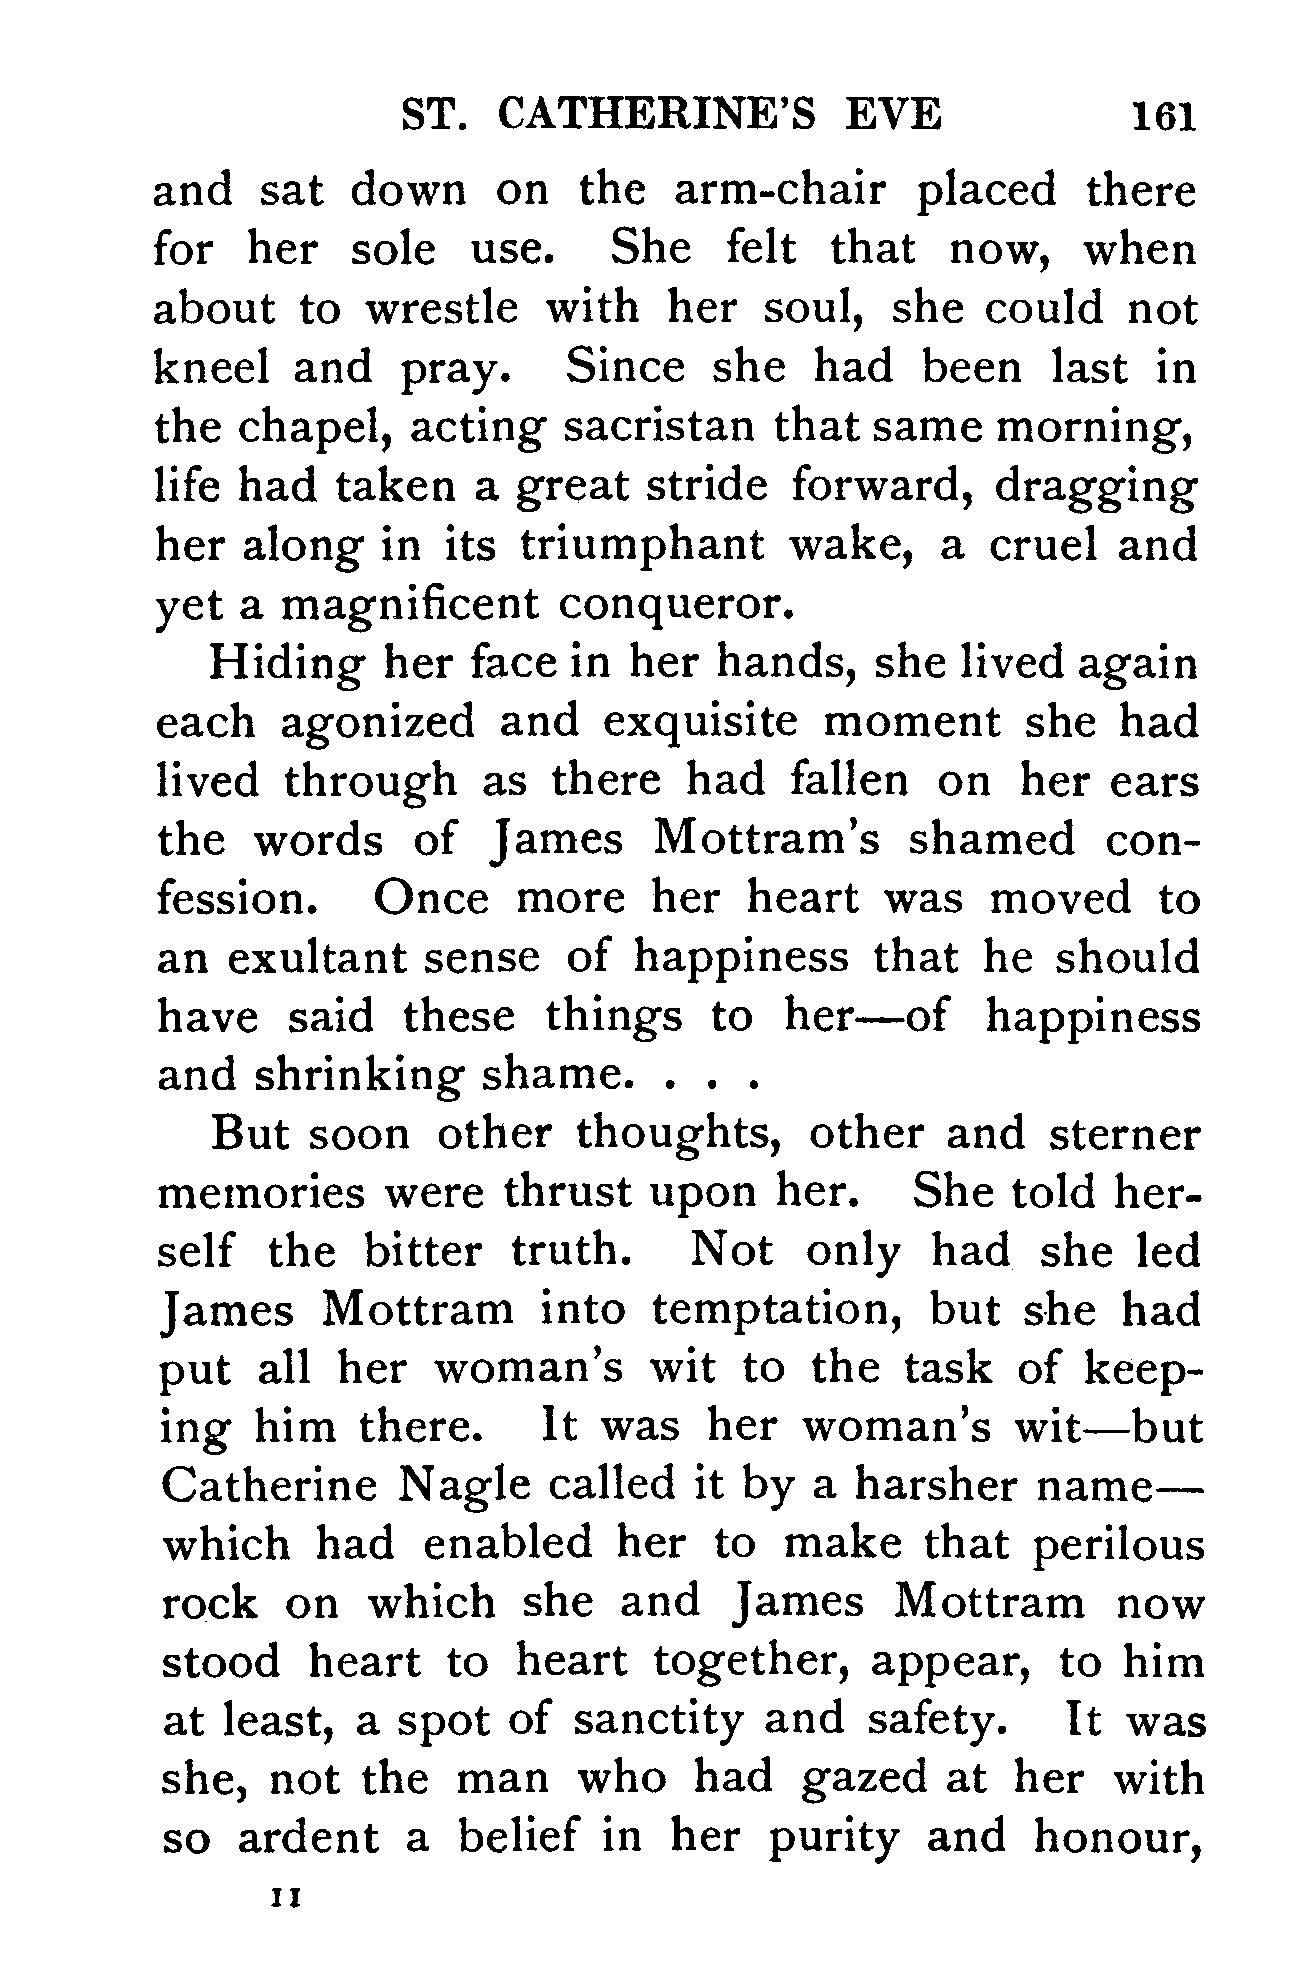 ST. CATHERINE'S EVE 161
and sat down on the arm-chair placed there
for her sole use. She felt that now, when
about to wrestle with her soul, she could not
kneel and pray. Since she had been last in
the chapel, acting sacristan that same morning,
life had taken a great stride forward, dragging
her along in its triumphant wake, a cruel and
yet a magnificent conqueror.
Hiding her face in her hands, she lived again
each agonized and exquisite moment she had
lived through as there had fallen on her ears
the words of James Mottram's shamed con-
fession. Once more her heart was moved to
an exultant sense of happiness that he should
have said these things to her—of happiness
and shrinking shame. . . .
But soon other thoughts, other and sterner
memories were thrust upon her. She told her-
self the bitter truth. Not only had she led
James Mottram into temptation, but she had
put all her woman's wit to the task of keep-
ing him there. It was her woman's wit—but
Catherine Nagle called it by a harsher name—
which had enabled her to make that perilous
rock on which she and James Mottram now
stood heart to heart together, appear, to him
at least, a spot of sanctity and safety. It was
she, not the man who had gazed at her with
so ardent a belief in her purity and honour,
11